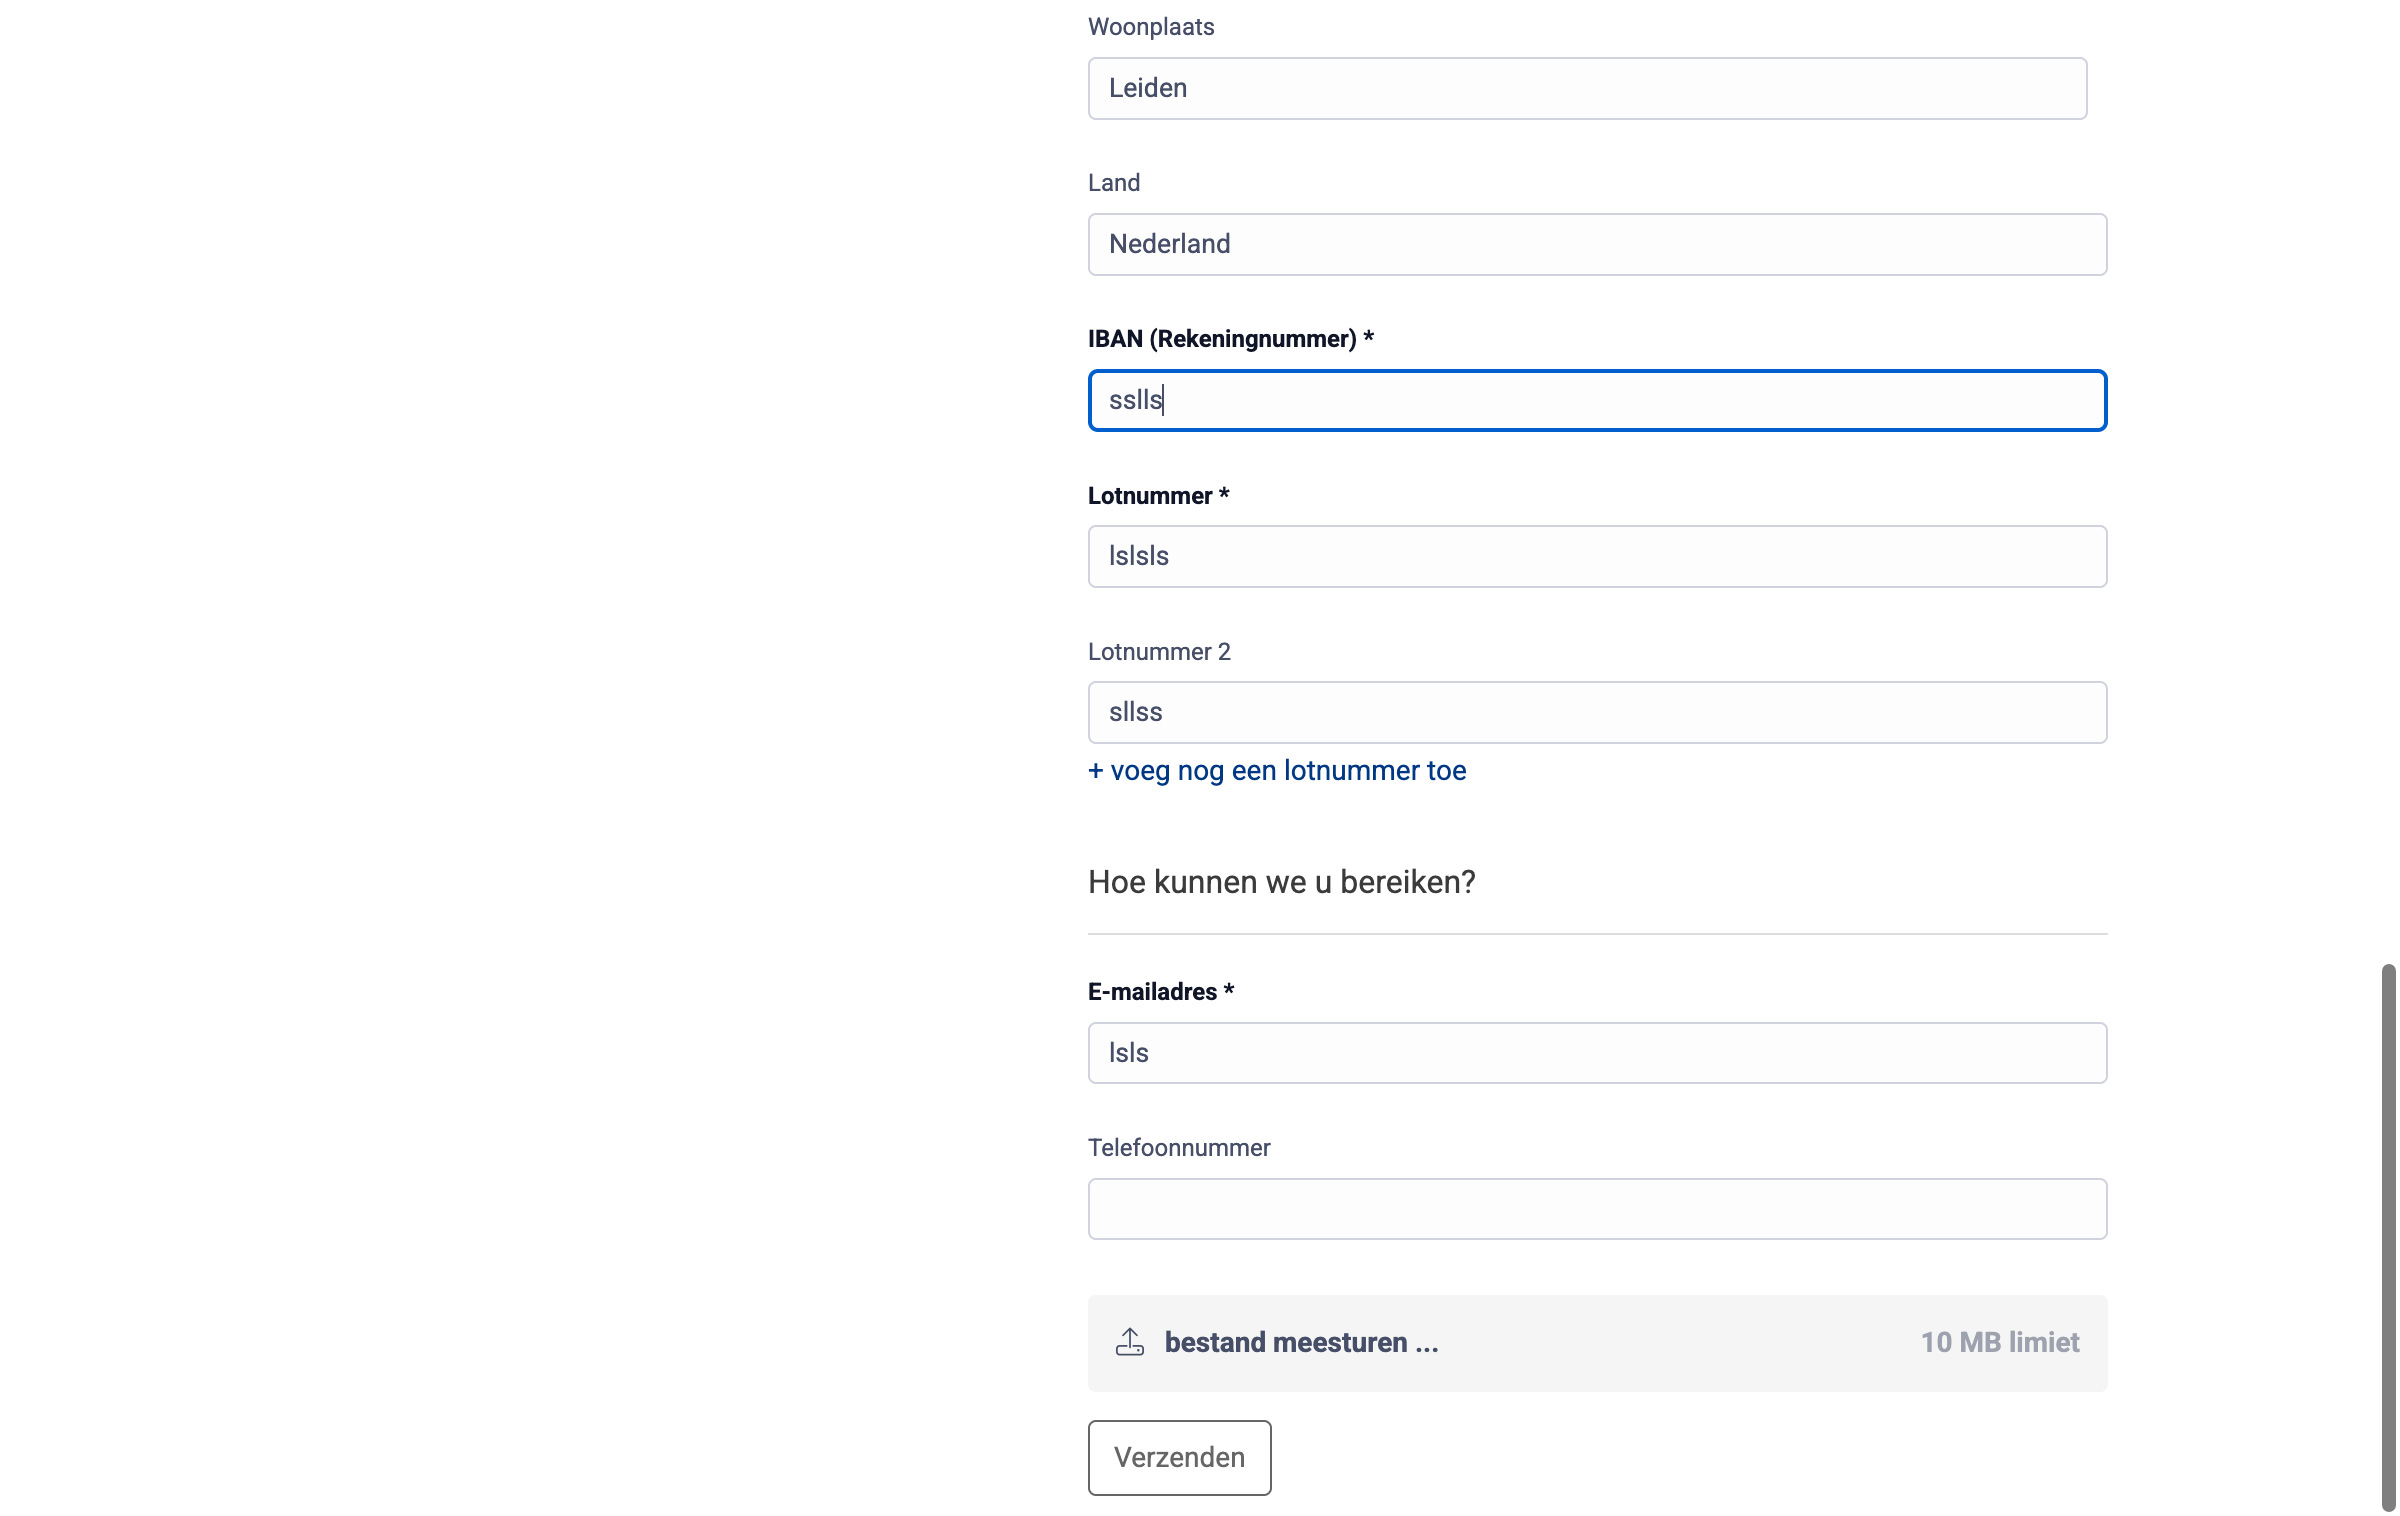 Woonplaats
Leiden
Land
Nederland
IBAN (Rekeningnummer) *
osslls
Lotnummer *
lslsls
Lotnummer 2
sllss
+ voeg nog een lotnummer toe
Hoe kunnen we u bereiken?
E-mailadres *
lsls
Telefoonnummer
bestand meesturen ...
10 MB limiet
Verzenden